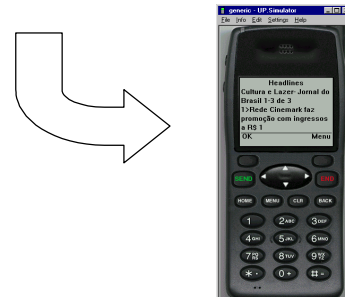 generic - UP.Simulator
File Info Edit Settings Help
Headlines
Cultura e Lazer- Jornal do
Brasil 1-3 de 3
1>Rede Cinemark faz
promoção com ingressos
a R$ 1
OK Menu
SEND END
HOME MENU CLR BACK
1 2ABC 3DEF
4GHI 5JKL 6MNO
7 8TUV 9
* 0+ #-